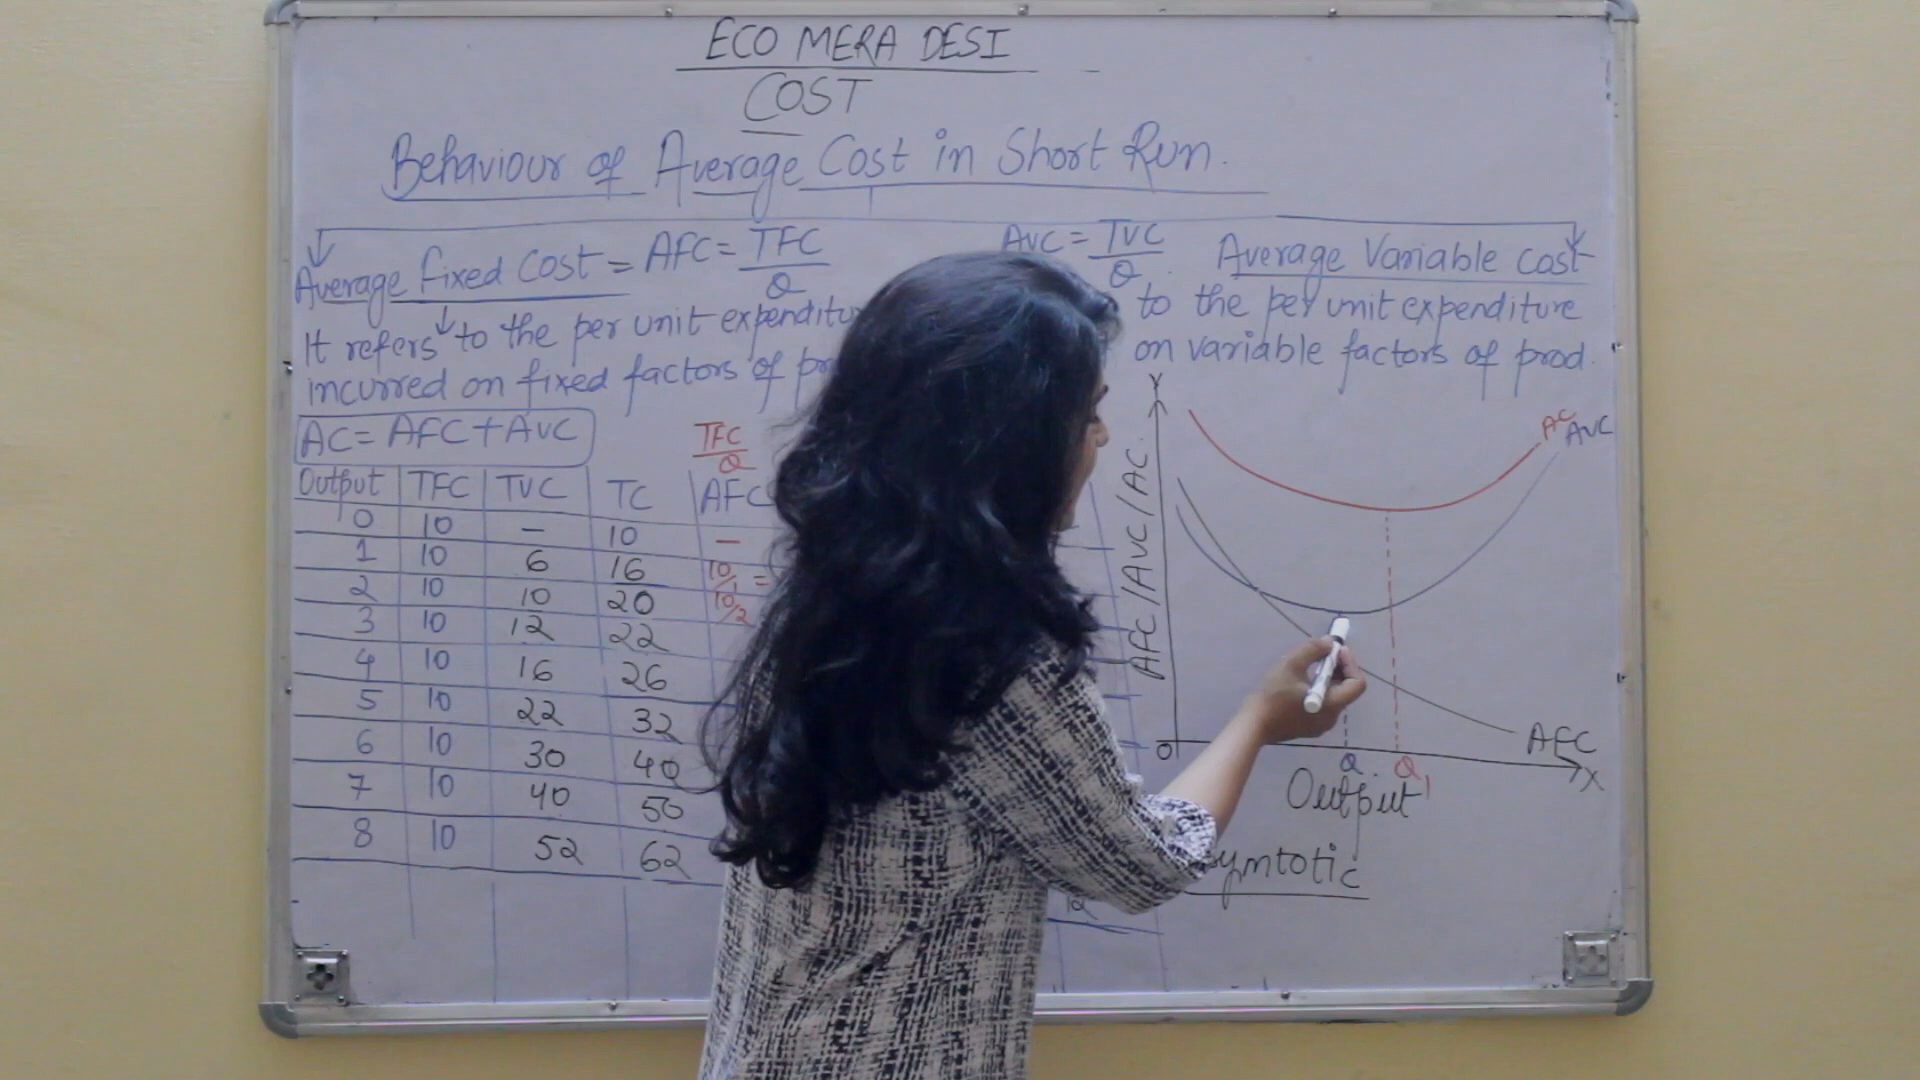 ECO MERA DESI
COST
Behaviour of Average Cost in Short Run.
Average Fixed Cost = AFC = TFC/Q
It refers to the per unit expenditu
incurred on fixed factors of
AC = AFC + AVC
AVC = TVC/Q . Average Variable cost
to the per unit expenditure
on variable factors of prod.
TFC/Q
Output TFC TVC TC AFC
0 10 – 10 –
1 10 6 16 10/1 =
2 10 10 20 10/2
3 10 12 22
4 10 16 26
5 10 22 32
6 10 30 40
7 10 40 50
8 10 52 62
12
Y
AFC/AVC/AC.
AC
AVC
AFC
O
Q
Q1
X
Output
symtotic